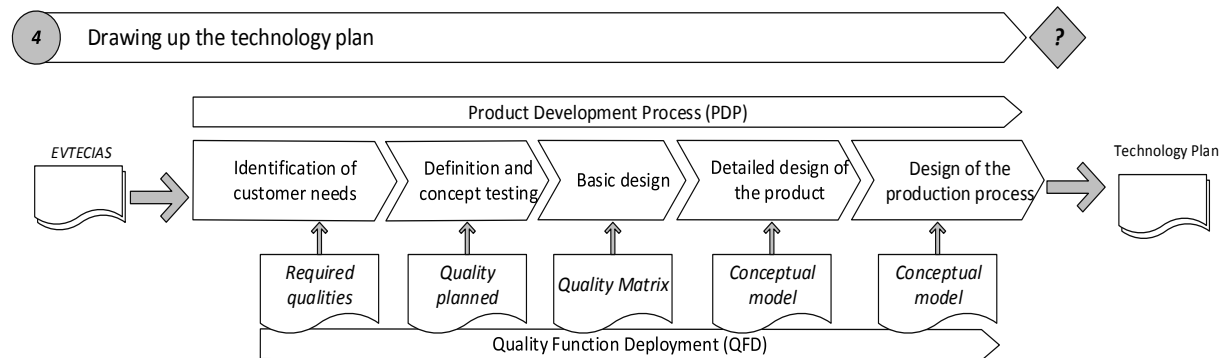 4
Drawing up the technology plan
?
Product Development Process (PDP)
EVTECIAS
Identification of
customer needs
Definition and
concept testing
Basic design
Detailed design of
the product
Design of the
production process
Technology Plan
Required
qualities
Quality
planned
Quality Matrix
Conceptual
model
Conceptual
model
Quality Function Deployment (QFD)